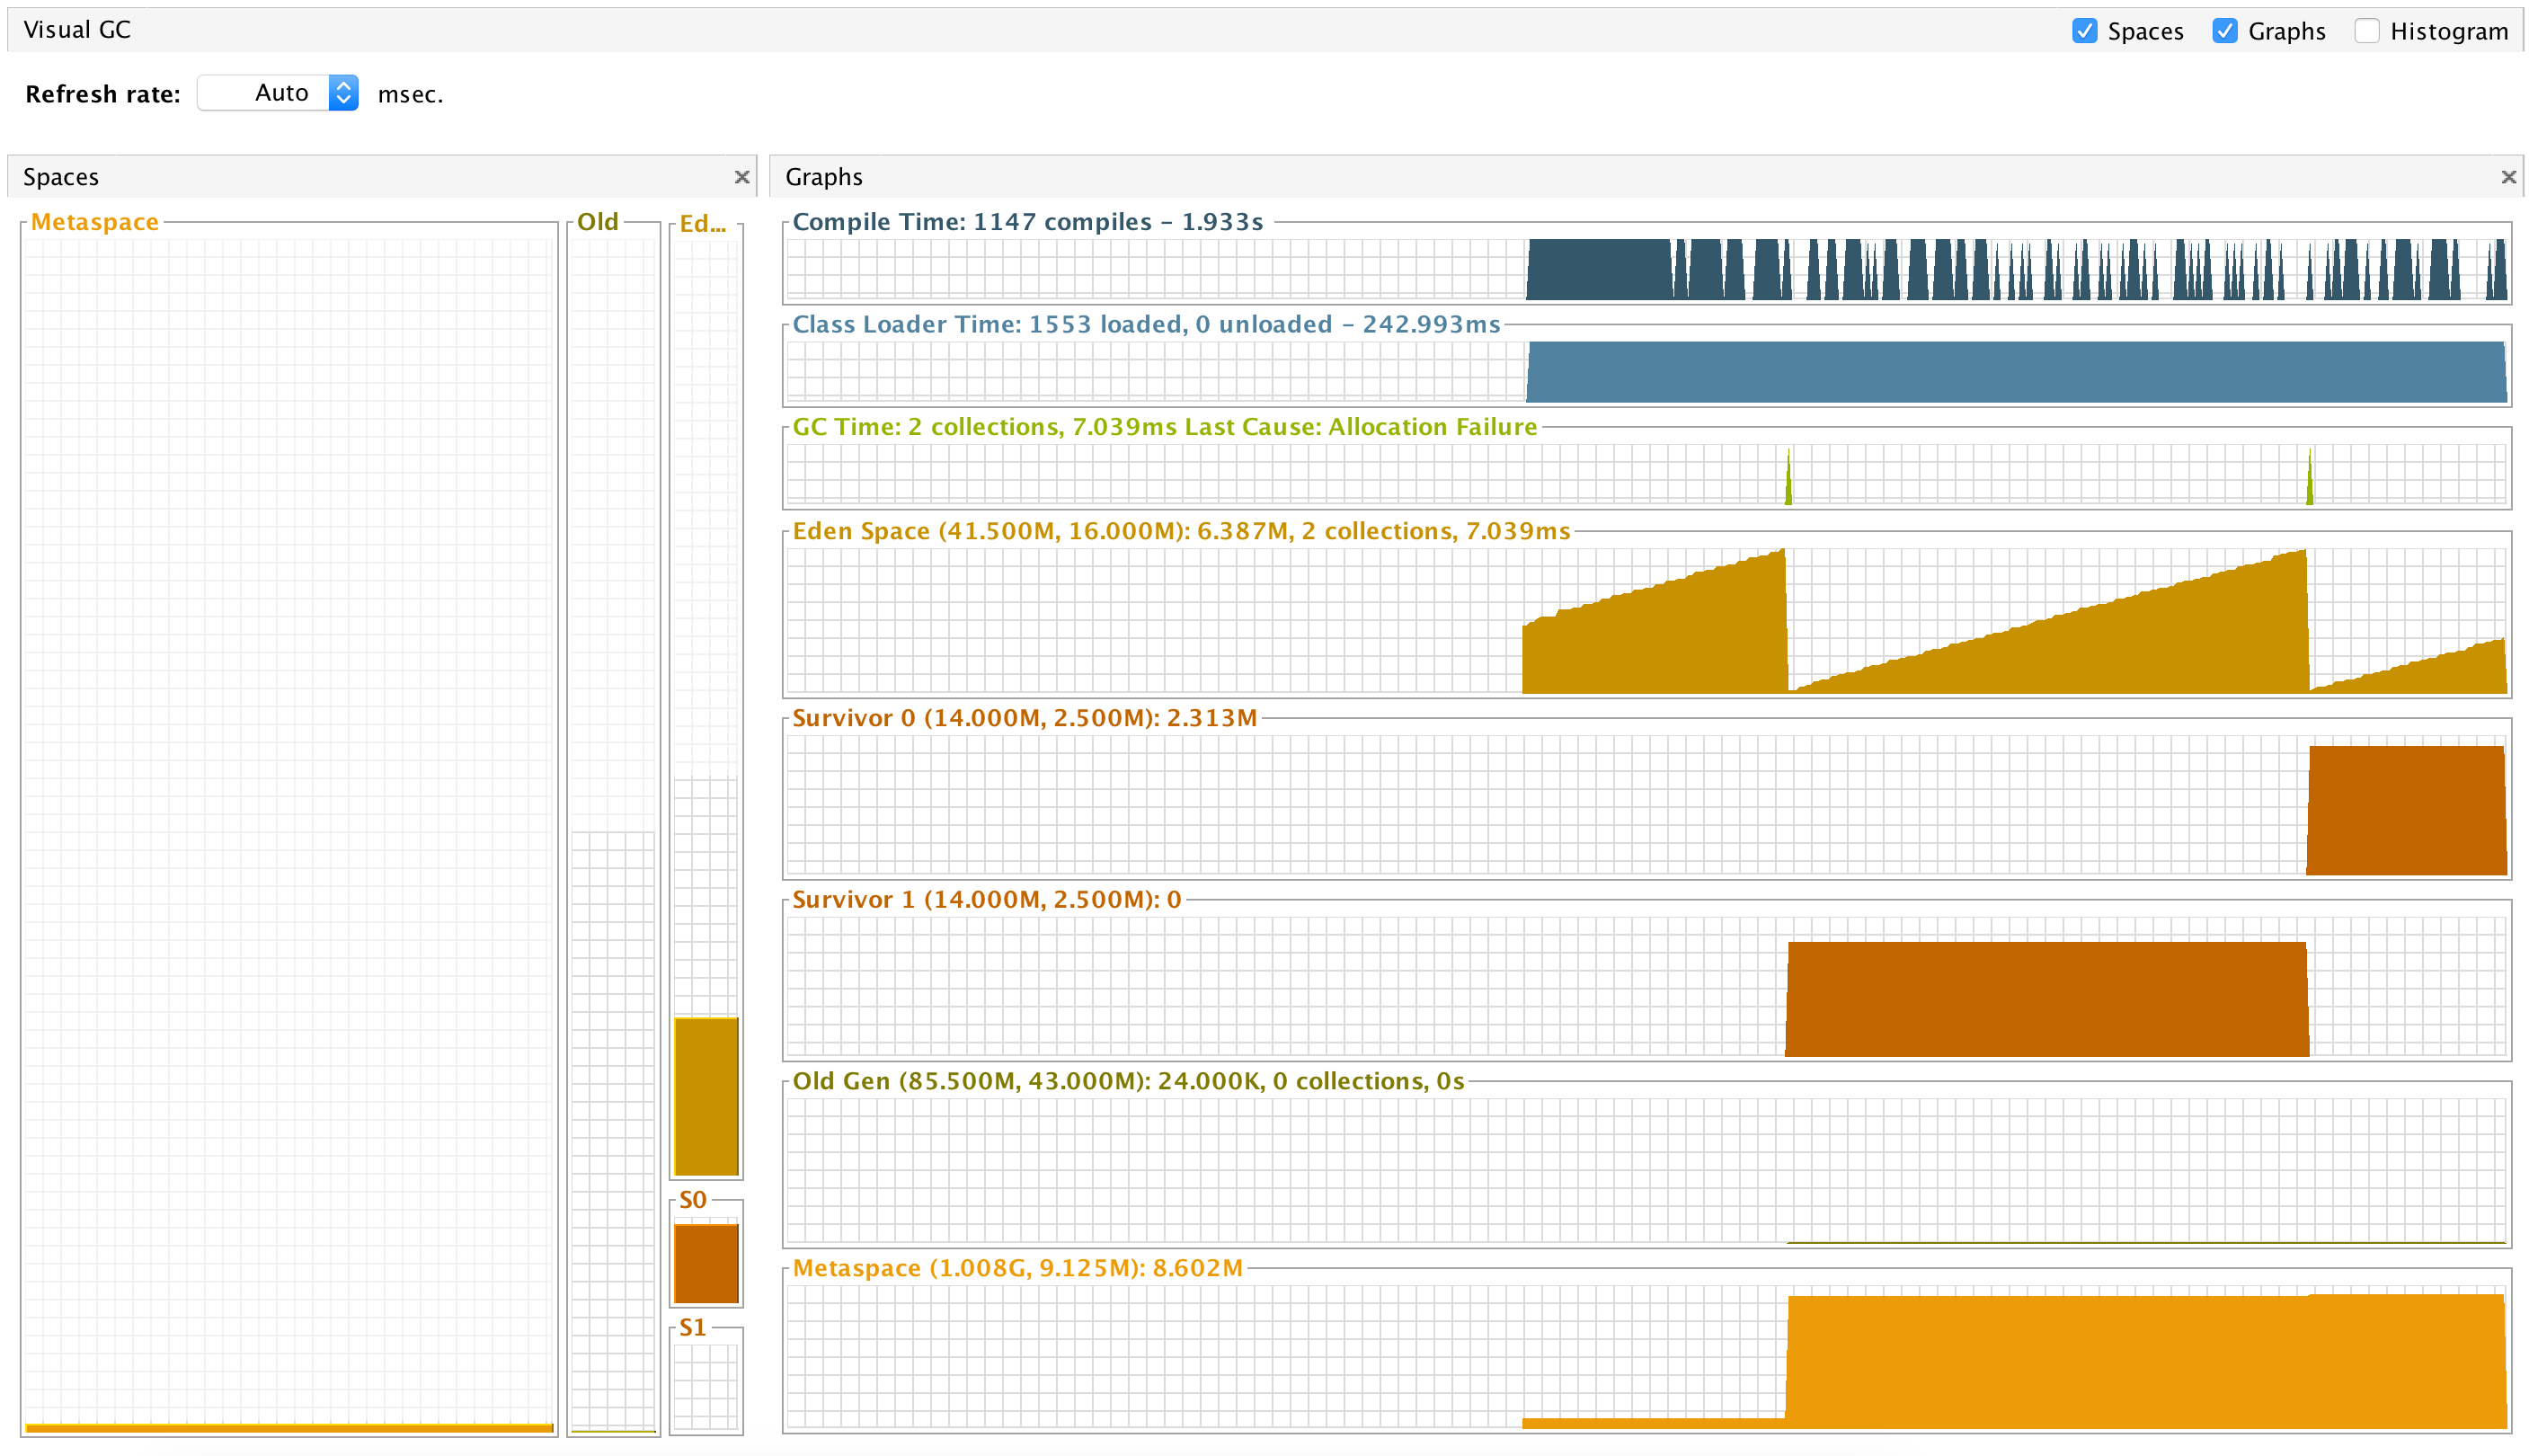 Visual GC
Spaces Graphs Histogram
Refresh rate: Auto msec.
Spaces
Graphs
Metaspace
Old
Ed...
S0
S1
Compile Time: 1147 compiles - 1.933s
Class Loader Time: 1553 loaded, 0 unloaded - 242.993ms
GC Time: 2 collections, 7.039ms Last Cause: Allocation Failure
Eden Space (41.500M, 16.000M): 6.387M, 2 collections, 7.039ms
Survivor 0 (14.000M, 2.500M): 2.313M
Survivor 1 (14.000M, 2.500M): 0
Old Gen (85.500M, 43.000M): 24.000K, 0 collections, 0s
Metaspace (1.008G, 9.125M): 8.602M